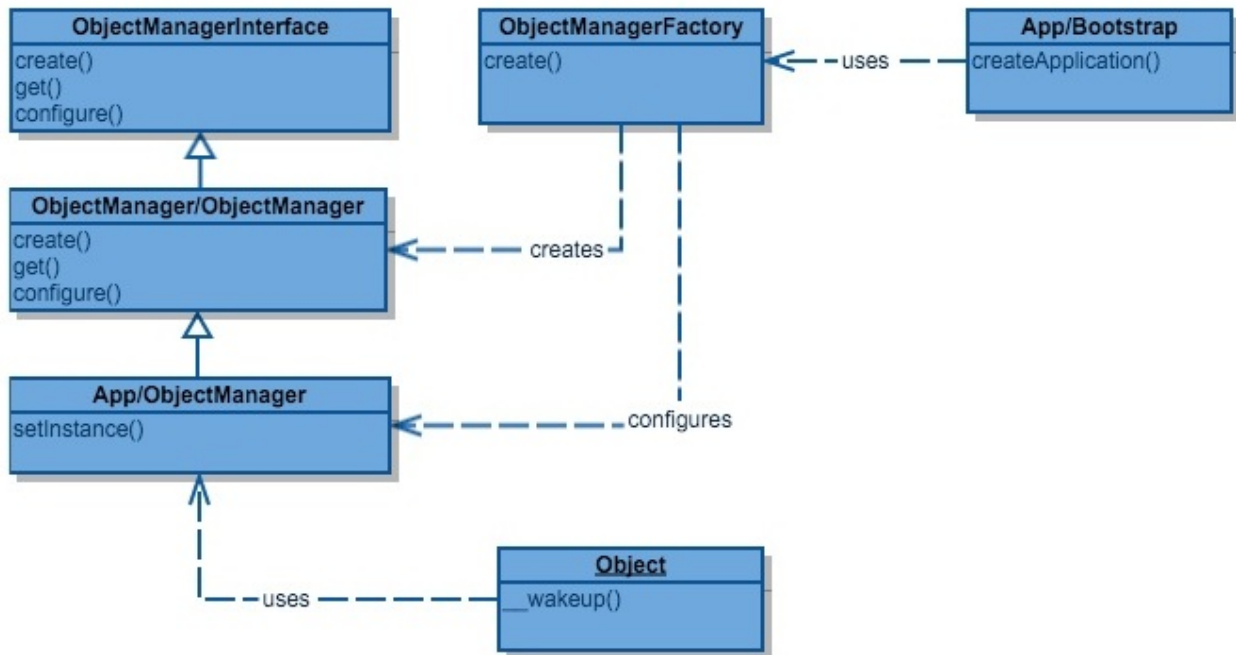 ObjectManagerInterface
create()
get()
configure()
ObjectManagerFactory
create()
uses
App/Bootstrap
createApplication()
ObjectManager/ObjectManager
create()
get()
configure()
creates
App/ObjectManager
setInstance()
configures
uses
Object
__wakeup()